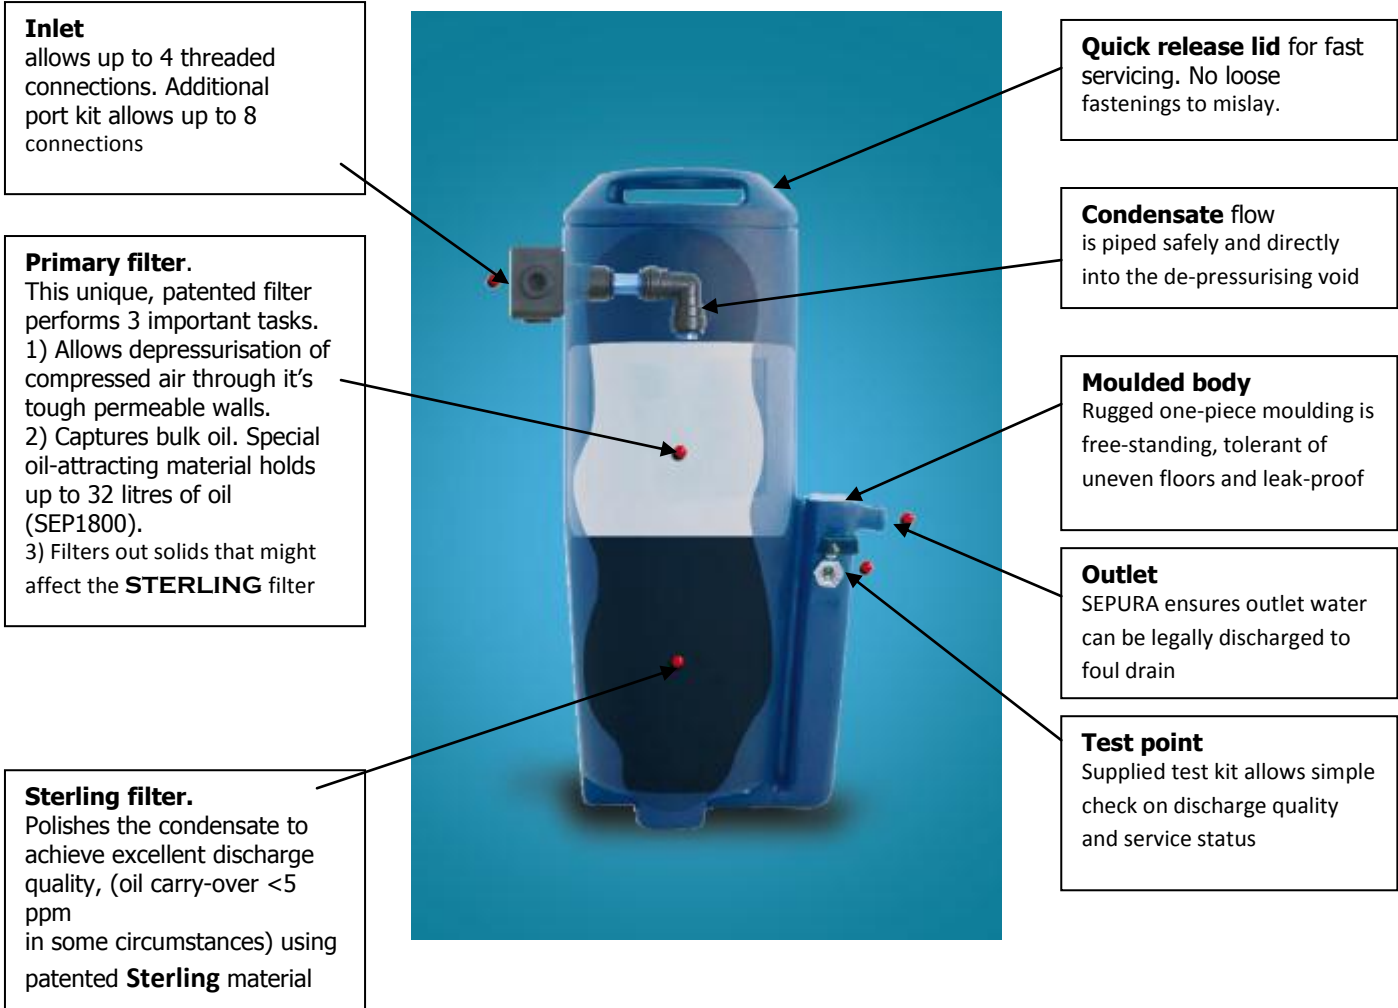 Inlet
allows up to 4 threaded
connections. Additional
port kit allows up to 8
connections
Primary filter.
This unique, patented filter
performs 3 important tasks.
1) Allows depressurisation of
compressed air through it’s
tough permeable walls.
2) Captures bulk oil. Special
oil-attracting material holds
up to 32 litres of oil
(SEP1800).
3) Filters out solids that might
affect the STERLING filter
Sterling filter.
Polishes the condensate to
achieve excellent discharge
quality, (oil carry-over <5
ppm
in some circumstances) using
patented Sterling material
Quick release lid for fast
servicing. No loose
fastenings to mislay.
Condensate flow
is piped safely and directly
into the de-pressurising void
Moulded body
Rugged one-piece moulding is
free-standing, tolerant of
uneven floors and leak-proof
Outlet
SEPURA ensures outlet water
can be legally discharged to
foul drain
Test point
Supplied test kit allows simple
check on discharge quality
and service status